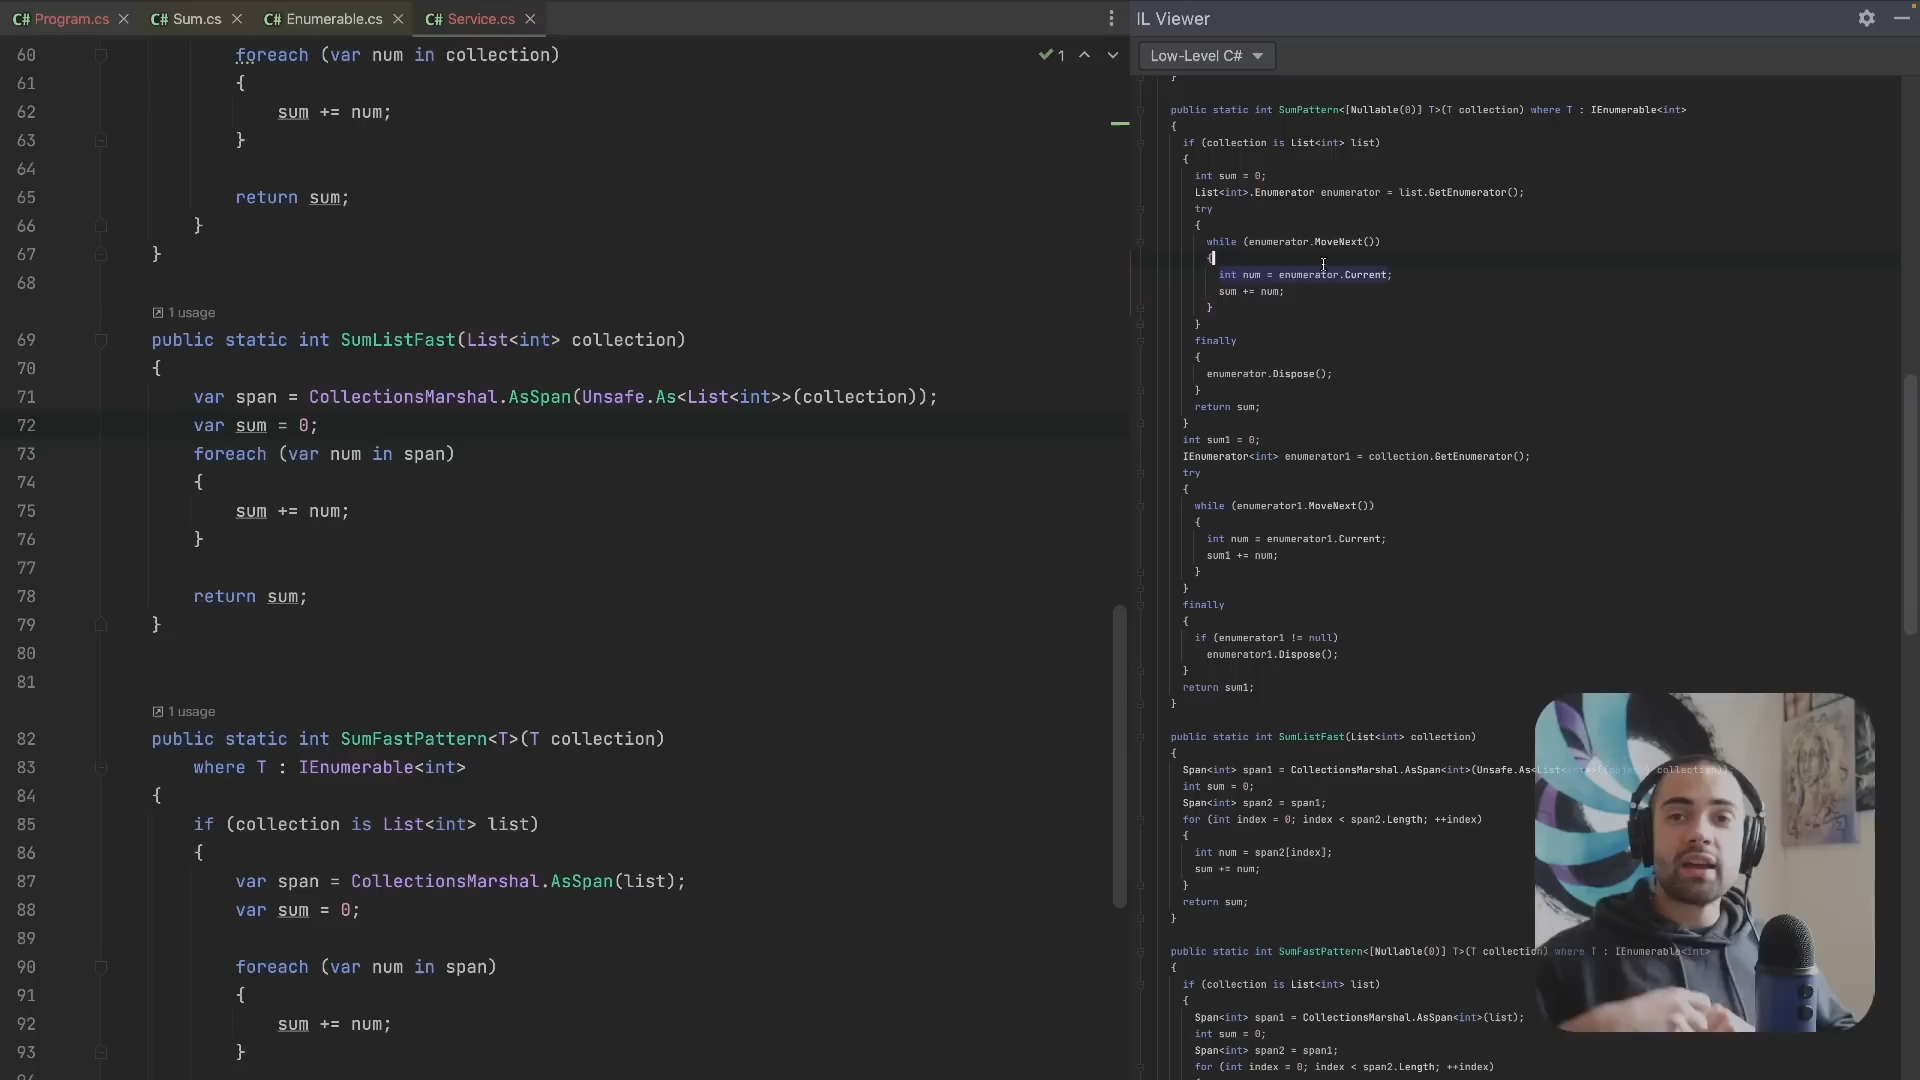 C# Program.cs
C# Sum.cs
C# Enumerable.cs
C# Service.cs
60 foreach (var num in collection)
61 {
62 sum += num;
63 }
64
65 return sum;
66 }
67 }
68
1 usage
69 public static int SumListFast(List<int> collection)
70 {
71 var span = CollectionsMarshal.AsSpan(Unsafe.As<List<int>>(collection));
72 var sum = 0;
73 foreach (var num in span)
74 {
75 sum += num;
76 }
77
78 return sum;
79 }
80
81
1 usage
82 public static int SumFastPattern<T>(T collection)
83 where T : IEnumerable<int>
84 {
85 if (collection is List<int> list)
86 {
87 var span = CollectionsMarshal.AsSpan(list);
88 var sum = 0;
89
90 foreach (var num in span)
91 {
92 sum += num;
93 }
1
IL Viewer
Low-Level C#
}
public static int SumPattern<[Nullable(0)] T>(T collection) where T : IEnumerable<int>
{
if (collection is List<int> list)
{
int sum = 0;
List<int>.Enumerator enumerator = list.GetEnumerator();
try
{
while (enumerator.MoveNext())
{
int num = enumerator.Current;
sum += num;
}
}
finally
{
enumerator.Dispose();
}
return sum;
}
int sum1 = 0;
IEnumerator<int> enumerator1 = collection.GetEnumerator();
try
{
while (enumerator1.MoveNext())
{
int num = enumerator1.Current;
sum1 += num;
}
}
finally
{
if (enumerator1 != null)
enumerator1.Dispose();
}
return sum1;
}
public static int SumListFast(List<int> collection)
{
Span<int> span1 = CollectionsMarshal.AsSpan<int>(Unsafe.As<List<int>>((object) collection));
int sum = 0;
Span<int> span2 = span1;
for (int index = 0; index < span2.Length; ++index)
{
int num = span2[index];
sum += num;
}
return sum;
}
public static int SumFastPattern<[Nullable(0)] T>(T collection) where T : IEnumerable<int>
{
if (collection is List<int> list)
{
Span<int> span1 = CollectionsMarshal.AsSpan<int>(list);
int sum = 0;
Span<int> span2 = span1;
for (int index = 0; index < span2.Length; ++index)